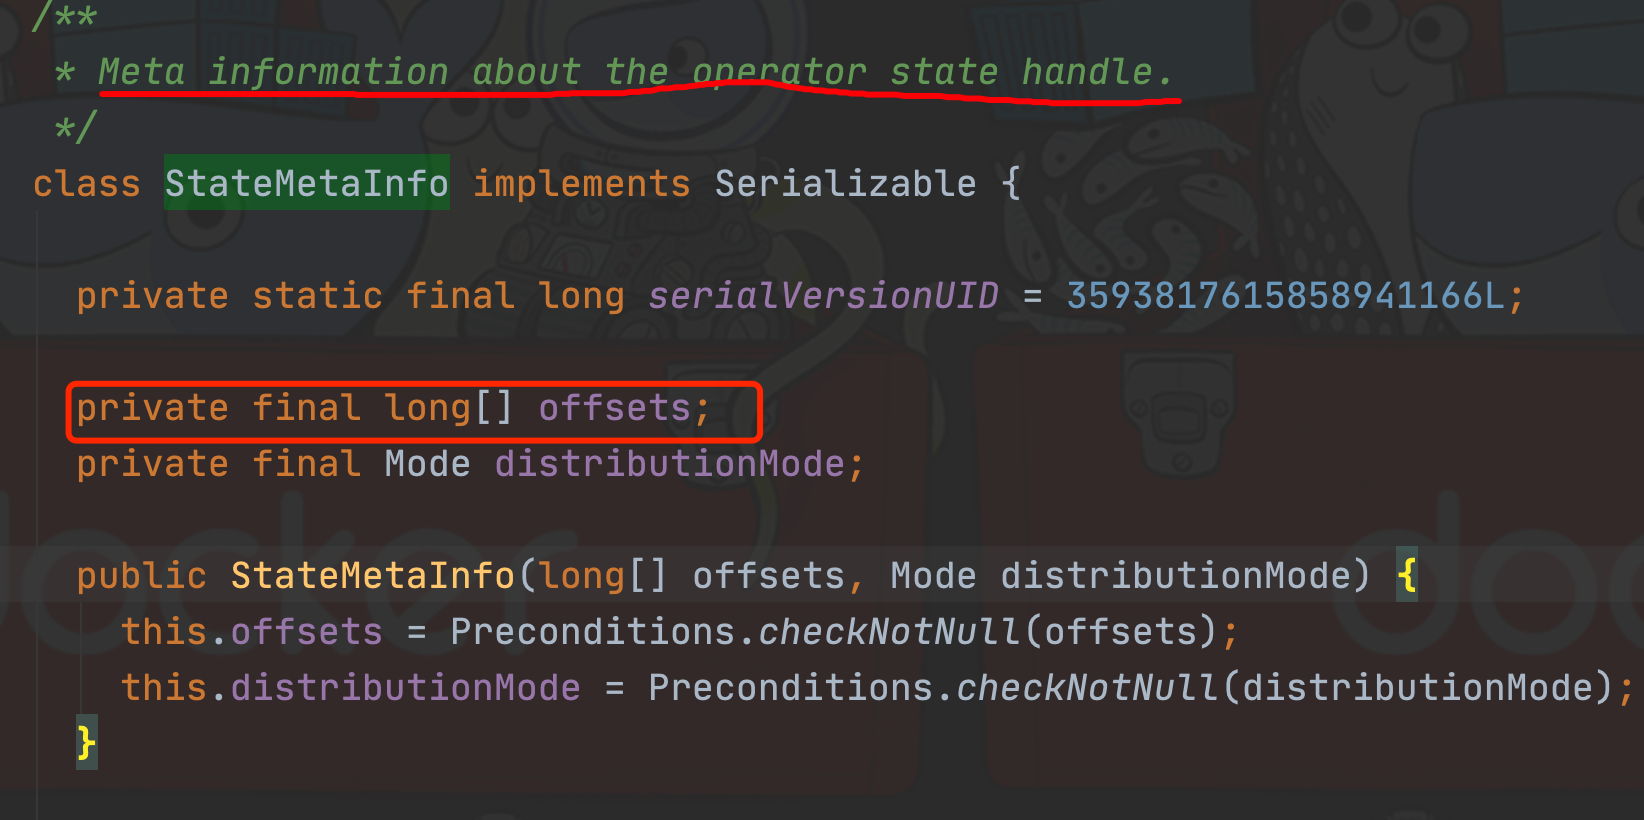 /**
* Meta information about the operator state handle.
*/
class StateMetaInfo implements Serializable {
private static final long serialVersionUID = 3593817615858941166L;
private final long[] offsets;
private final Mode distributionMode;
docker
doc
public StateMetaInfo(long[] offsets, Mode distributionMode) {
this.offsets = Preconditions.checkNotNull(offsets);
this.distributionMode = Preconditions.checkNotNull(distributionMode);
}